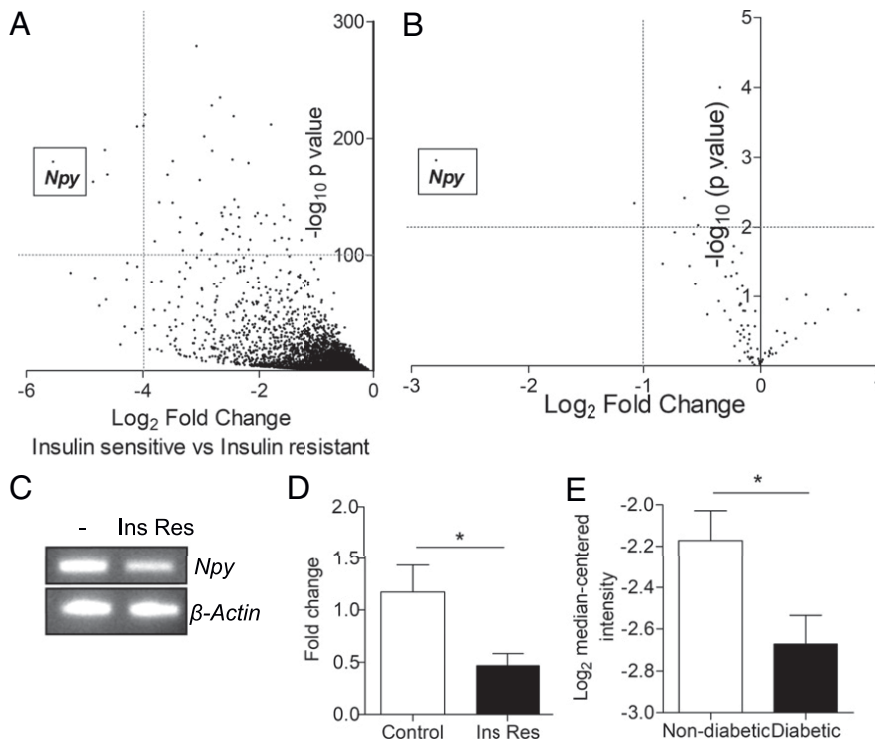 A
300
200
100
-log10 p value
Npy
-6
-4
-2
0
Log2 Fold Change
Insulin sensitive vs Insulin resistant
B
5
4
3
2
1
-log10 (p value)
Npy
-3
-2
-1
0
Log2 Fold Change
C
-
Ins Res
Npy
β-Actin
D
2.0
1.5
1.0
0.5
0.0
Fold change
*
Control
Ins Res
E
-2.0
-2.2
-2.4
-2.6
-2.8
-3.0
Log2 median-centered
intensity
*
Non-diabetic
Diabetic